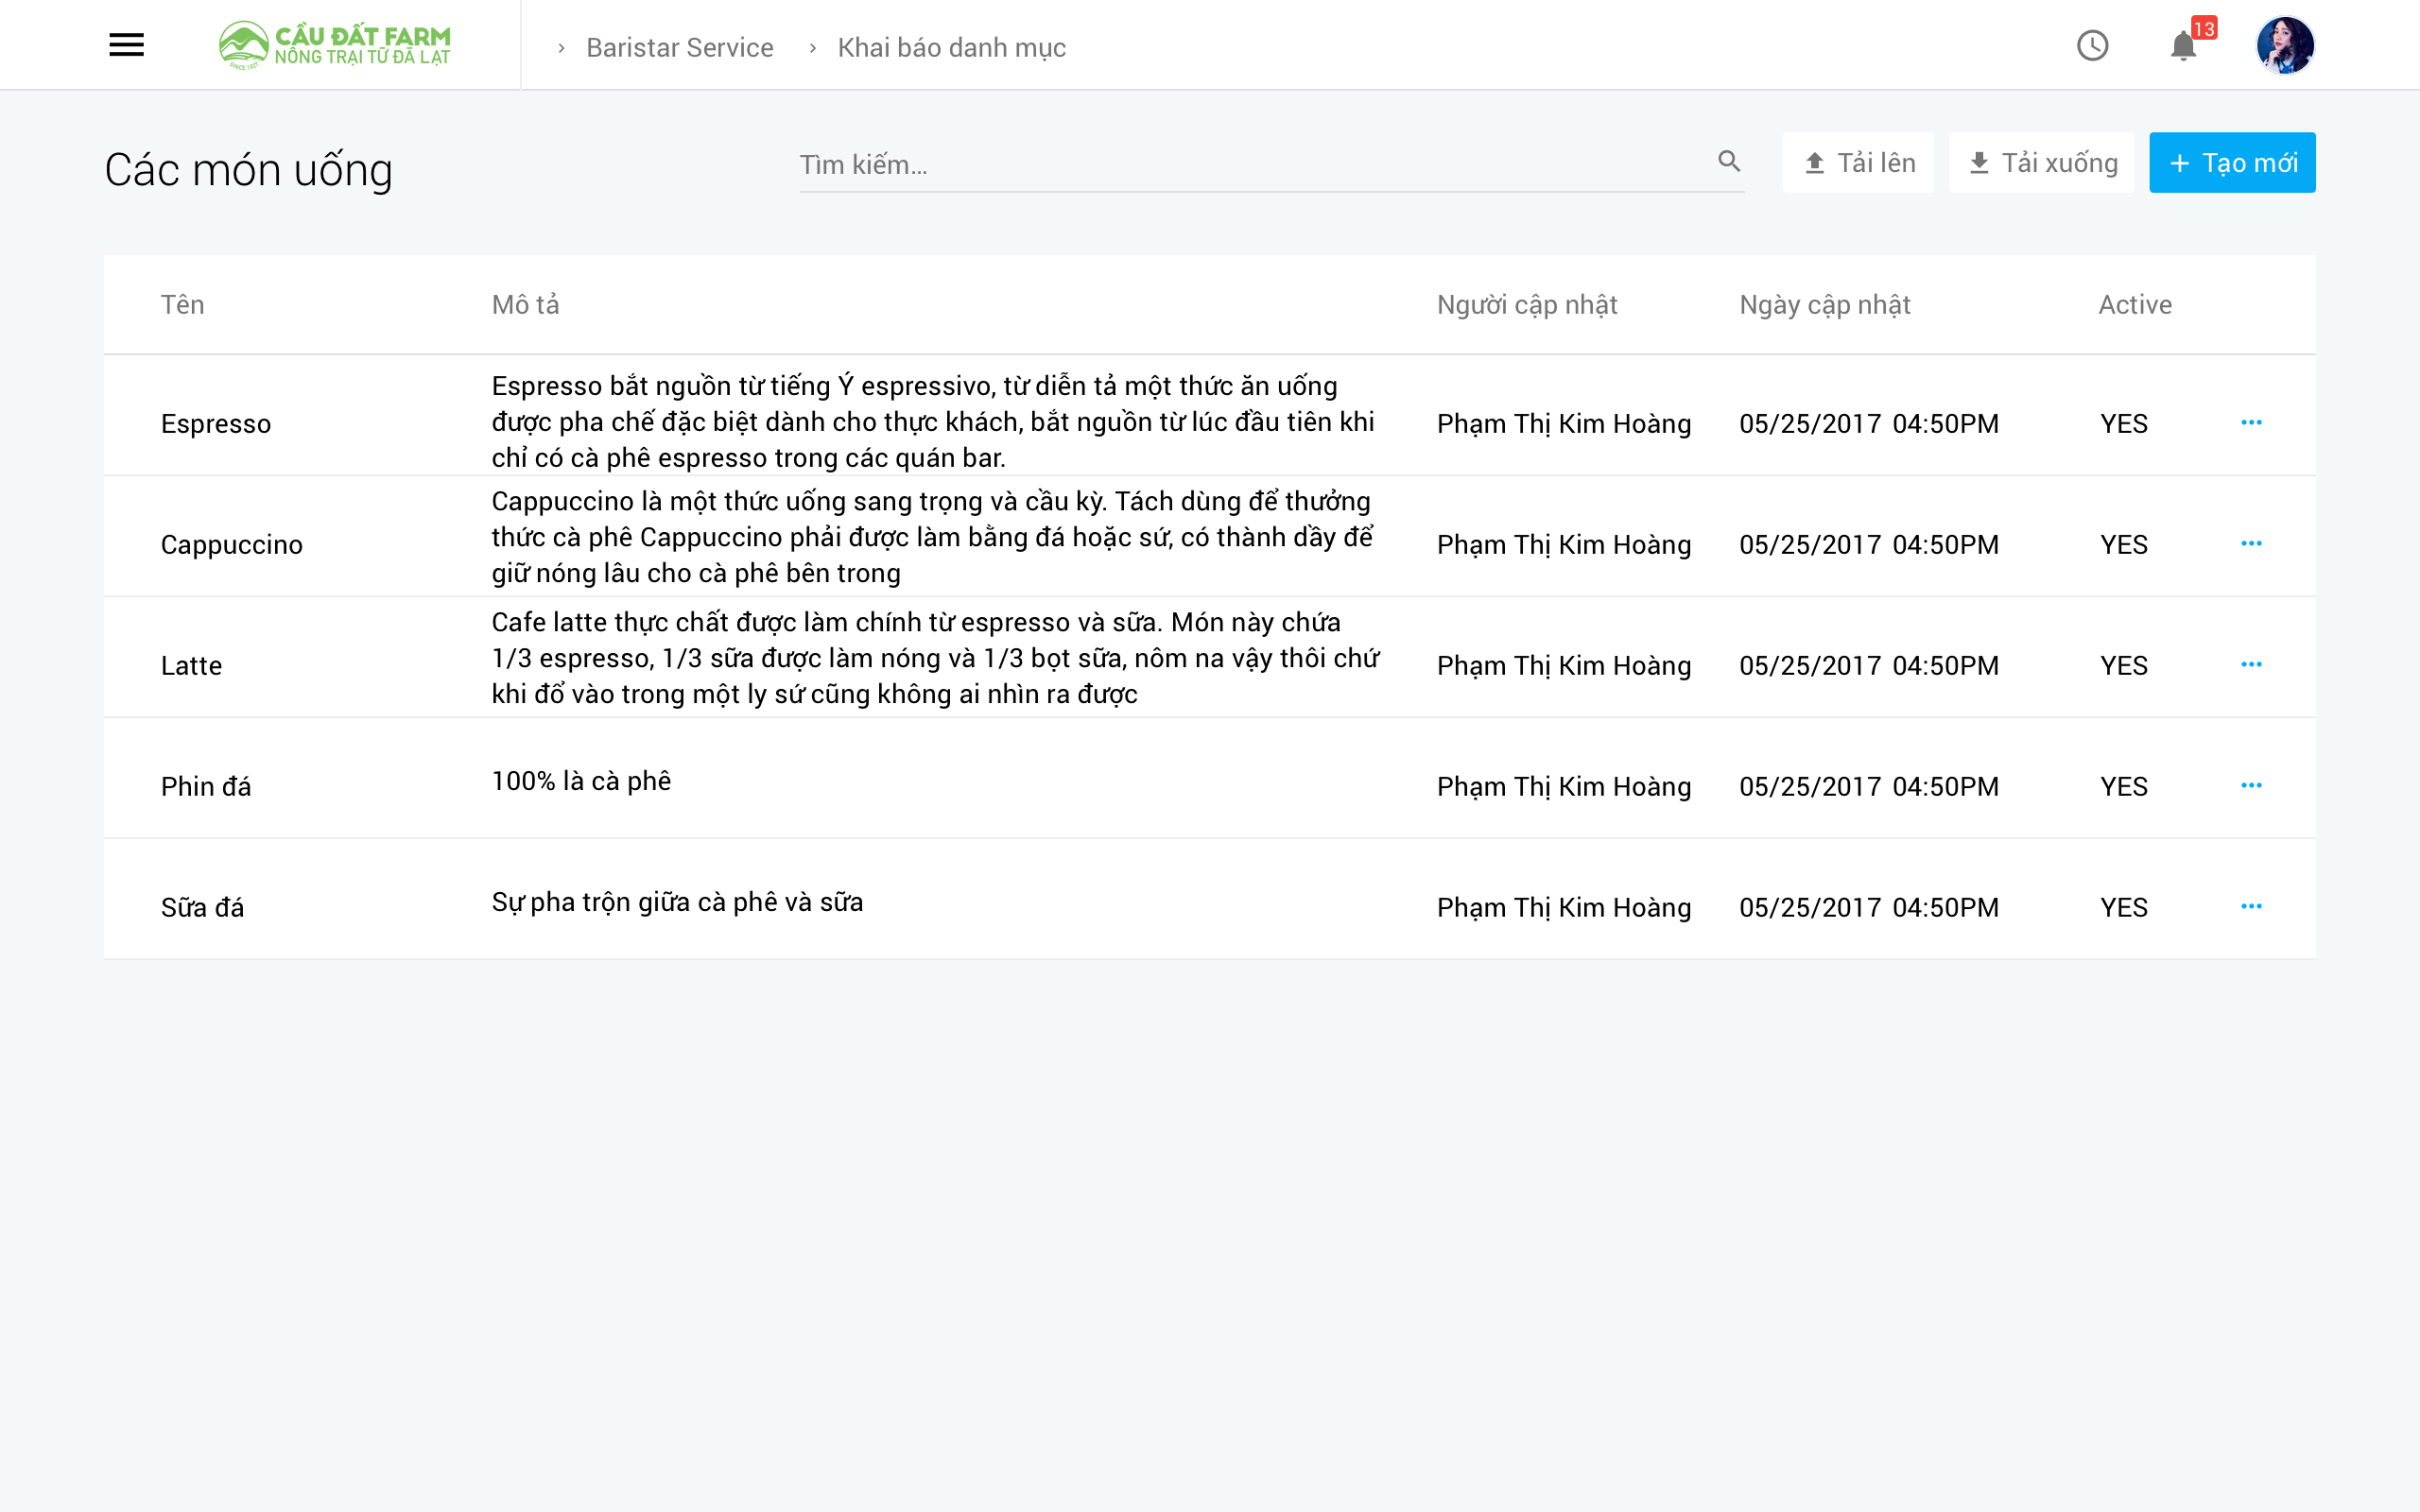 CẦU ĐẤT FARM
NÔNG TRẠI TỪ ĐÀ LẠT
SINCE 1927
› Baristar Service › Khai báo danh mục
13
Các món uống
Tìm kiếm...
Tải lên
Tải xuống
+ Tạo mới
Tên Mô tả Người cập nhật Ngày cập nhật Active
Espresso
Espresso bắt nguồn từ tiếng Ý espressivo, từ diễn tả một thức ăn uống
được pha chế đặc biệt dành cho thực khách, bắt nguồn từ lúc đầu tiên khi
chỉ có cà phê espresso trong các quán bar.
Phạm Thị Kim Hoàng 05/25/2017 04:50PM YES
Cappuccino
Cappuccino là một thức uống sang trọng và cầu kỳ. Tách dùng để thưởng
thức cà phê Cappuccino phải được làm bằng đá hoặc sứ, có thành dầy để
giữ nóng lâu cho cà phê bên trong
Phạm Thị Kim Hoàng 05/25/2017 04:50PM YES
Latte
Cafe latte thực chất được làm chính từ espresso và sữa. Món này chứa
1/3 espresso, 1/3 sữa được làm nóng và 1/3 bọt sữa, nôm na vậy thôi chứ
khi đổ vào trong một ly sứ cũng không ai nhìn ra được
Phạm Thị Kim Hoàng 05/25/2017 04:50PM YES
Phin đá
100% là cà phê
Phạm Thị Kim Hoàng 05/25/2017 04:50PM YES
Sữa đá
Sự pha trộn giữa cà phê và sữa
Phạm Thị Kim Hoàng 05/25/2017 04:50PM YES